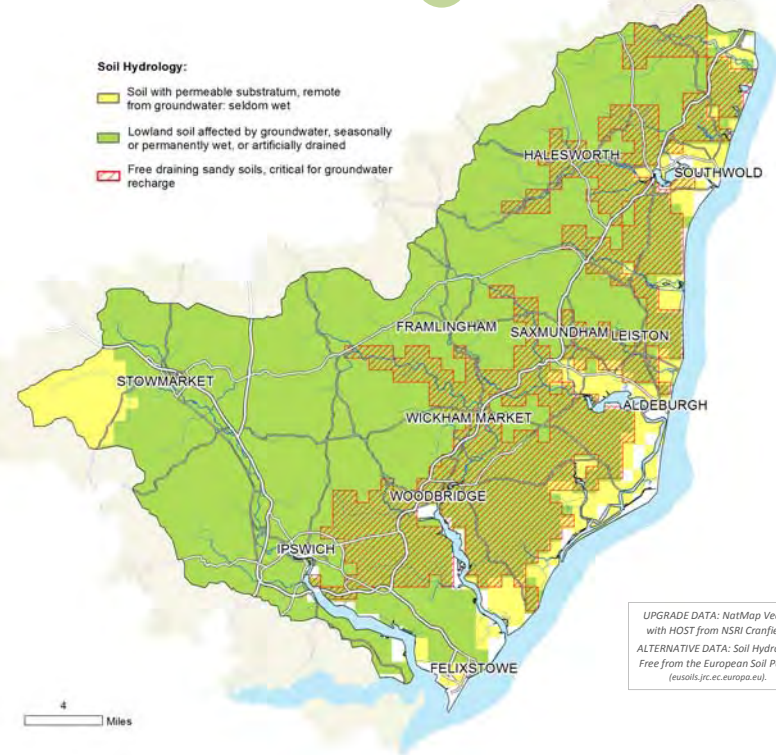 Soil Hydrology:
Soil with permeable substratum, remote
from groundwater: seldom wet
Lowland soil affected by groundwater, seasonally
or permanently wet, or artificially drained
Free draining sandy soils, critical for groundwater
recharge
HALESWORTH
SOUTHWOLD
FRAMLINGHAM
SAXMUNDHAM
LEISTON
STOWMARKET
ALDEBURGH
WICKHAM MARKET
WOODBRIDGE
IPSWICH
FELIXSTOWE
UPGRADE DATA: NatMap
with HOST from NSRI
ALTERNATIVE DATA: Soil
Free from the European Soil
(eusoils.jrc.ec.europa.eu).
4
Miles